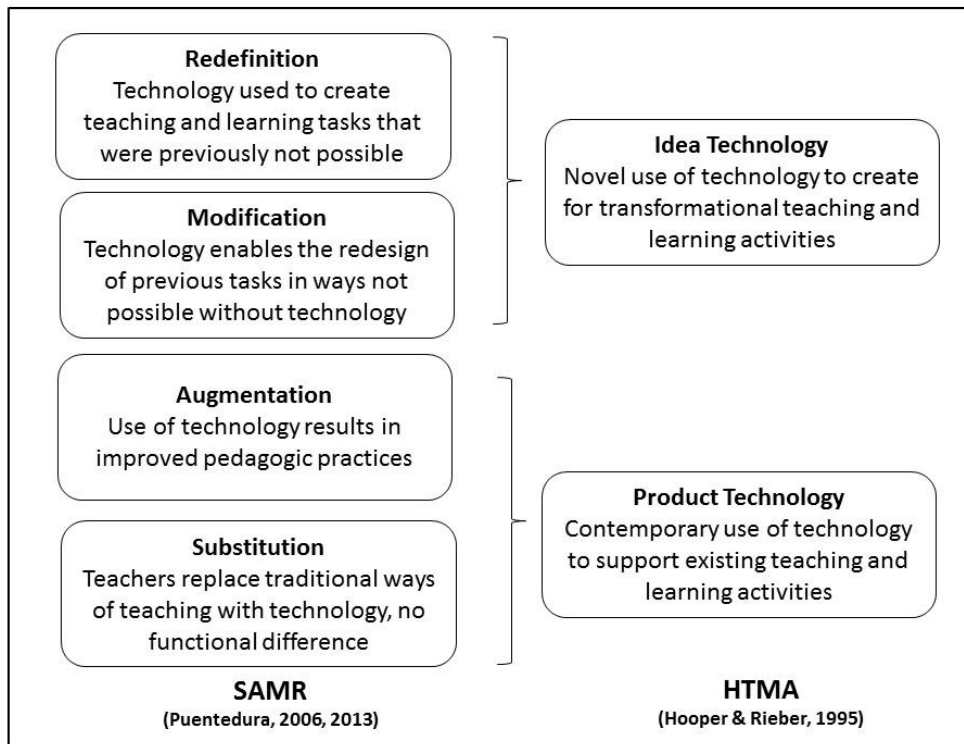 Redefinition
Technology used to create
teaching and learning tasks that
were previously not possible
Modification
Technology enables the redesign
of previous tasks in ways not
possible without technology
Idea Technology
Novel use of technology to create
for transformational teaching and
learning activities
Augmentation
Use of technology results in
improved pedagogic practices
Substitution
Teachers replace traditional ways
of teaching with technology, no
functional difference
Product Technology
Contemporary use of technology
to support existing teaching and
learning activities
SAMR
(Puentedura, 2006, 2013)
HTMA
(Hooper & Rieber, 1995)